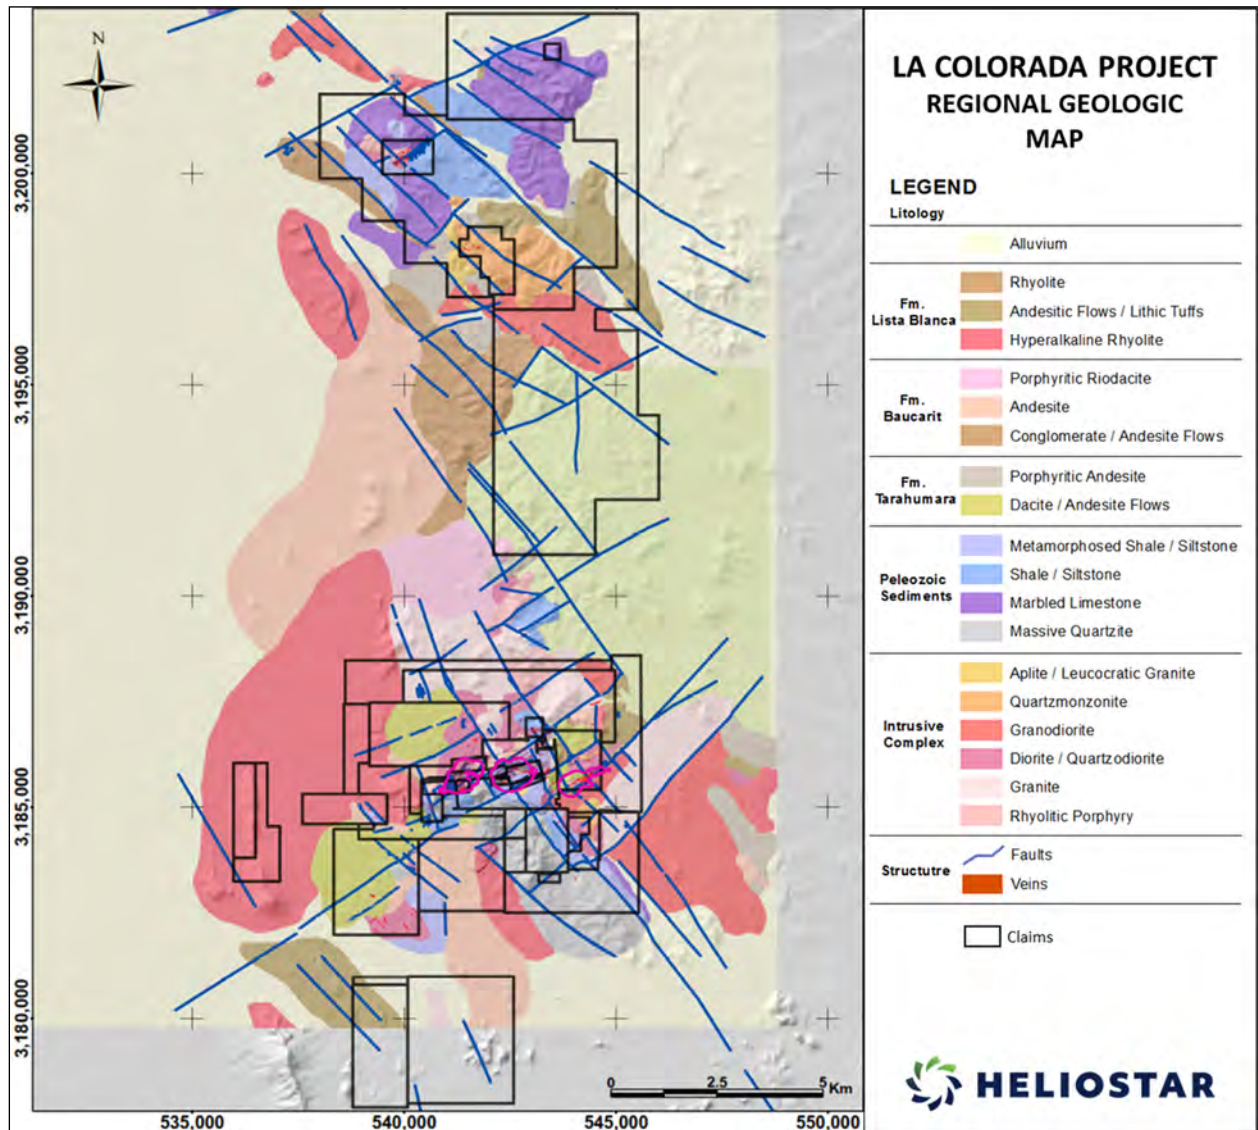 LA COLORADA PROJECT
REGIONAL GEOLOGIC
MAP
LEGEND
Litology
Alluvium
Fm.
Lista Blanca
Rhyolite
Andesitic Flows / Lithic Tuffs
Hyperalkaline Rhyolite
Fm.
Baucarit
Porphyritic Riodacite
Andesite
Conglomerate / Andesite Flows
Fm.
Tarahumara
Porphyritic Andesite
Dacite / Andesite Flows
Peleozoic
Sediments
Metamorphosed Shale / Siltstone
Shale / Siltstone
Marbled Limestone
Massive Quartzite
Intrusive
Complex
Aplite / Leucocratic Granite
Quartzmonzonite
Granodiorite
Diorite / Quartzodiorite
Granite
Rhyolitic Porphyry
Structutre
Faults
Veins
Claims
HELIOSTAR
N
3,200,000
3,195,000
3,190,000
3,185,000
3,180,000
535,000
540,000
545,000
550,000
0 2.5 5 Km